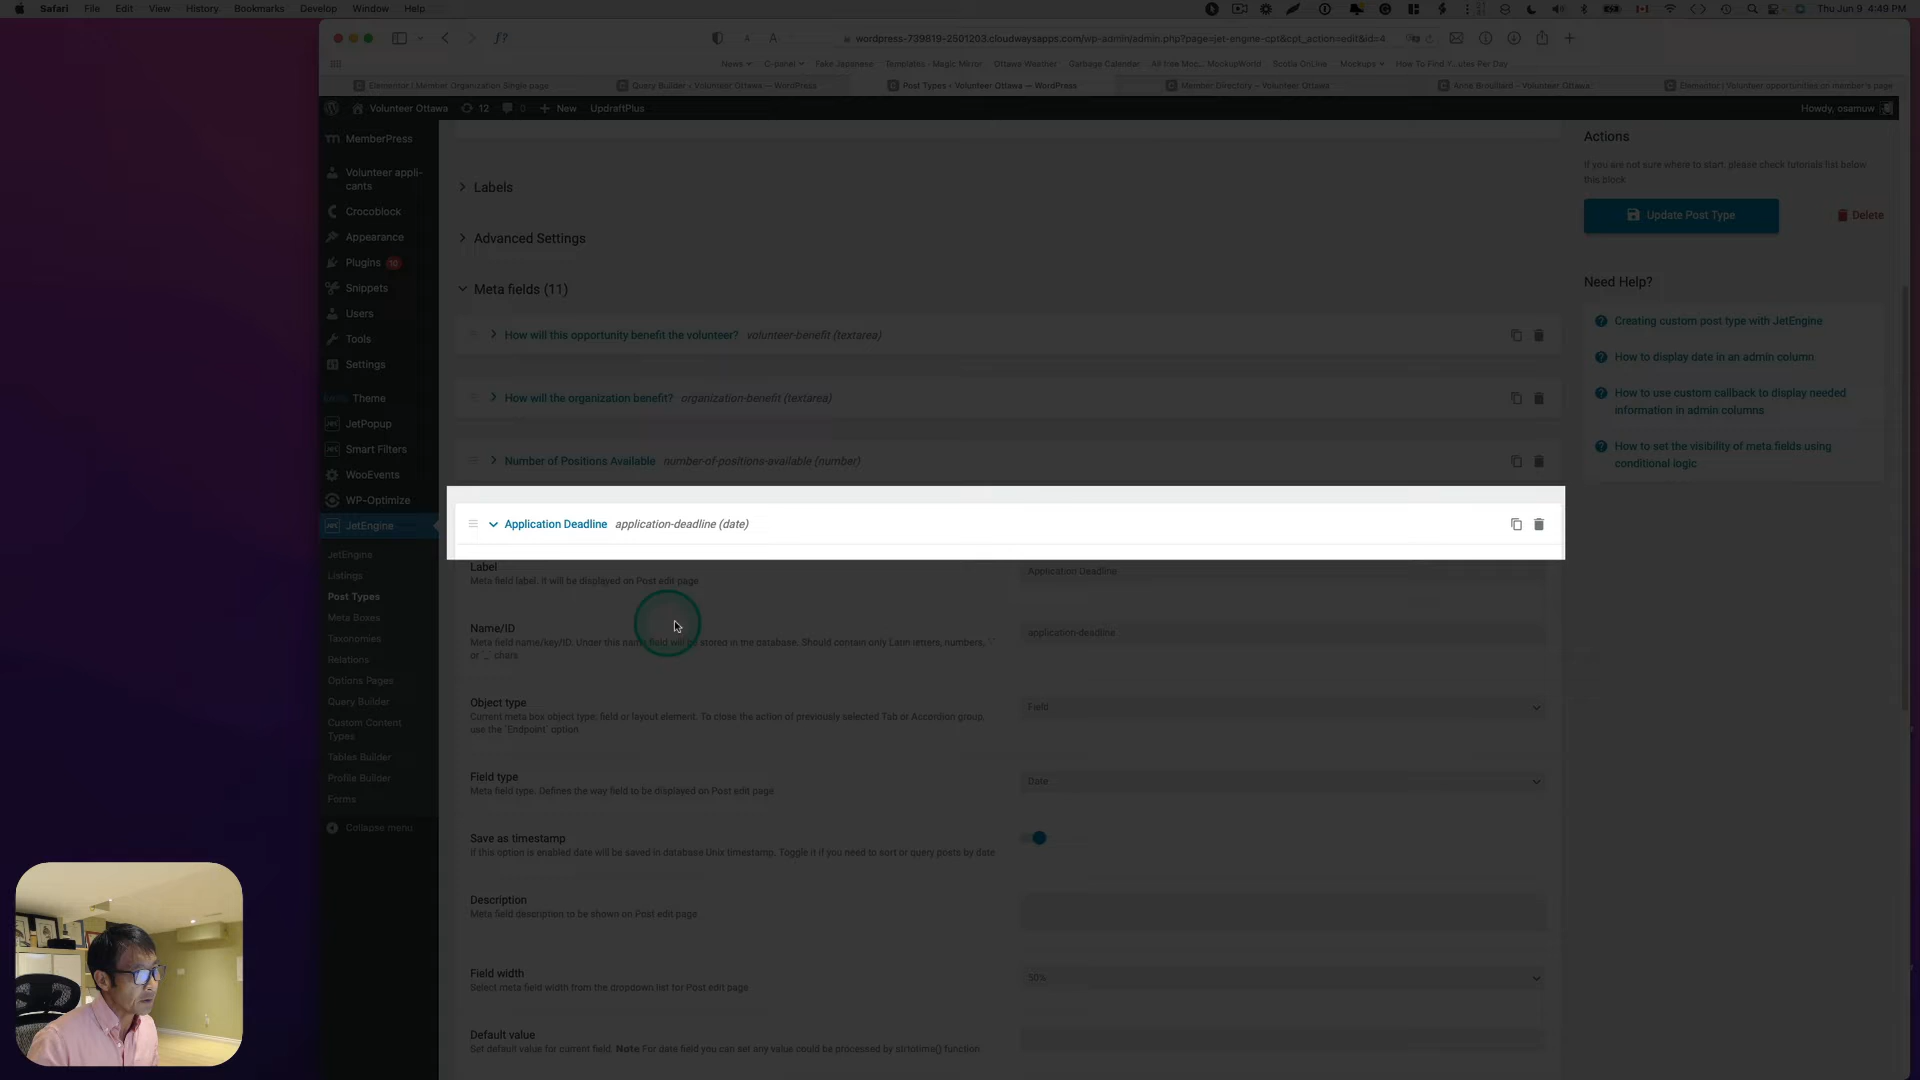 Safari File Edit View History Bookmarks Develop Window Help
Thu Jun 9 4:49 PM
wordpress-739819-2501203.cloudwaysapps.com/wp-admin/admin.php?page=jet-engine-cpt&cpt_action=edit&id=4
News C-panel Fake Japanese Templates - Magic Mirror Ottawa Weather Garbage Calendar MockupWorld Scotia OnLine Mockups
Elementor | Member Organization Single page
Query Builder ‹ Volunteer Ottawa — WordPress
Post Types ‹ Volunteer Ottawa — WordPress
Member Directory – Volunteer Ottawa
Anne Brouillard – Volunteer Ottawa
Elementor | Volunteer opportunities on member's page
Volunteer Ottawa 12 0 New UpdraftPlus
Howdy, osamuw
MemberPress
Volunteer appli-
cants
Crocoblock
Appearance
Plugins 10
Snippets
Users
Tools
Settings
Theme
JetPopup
Smart Filters
WooEvents
WP-Optimize
JetEngine
JetEngine
Listings
Post Types
Meta Boxes
Taxonomies
Relations
Options Pages
Query Builder
Custom Content
Types
Tables Builder
Profile Builder
Forms
Collapse menu
Labels
Advanced Settings
Meta fields (11)
How will this opportunity benefit the volunteer? volunteer-benefit (textarea)
How will the organization benefit? organization-benefit (textarea)
Number of Positions Available number-of-positions-available (number)
Application Deadline application-deadline (date)
Label
Meta field label. It will be displayed on Post edit page
Application Deadline
Name/ID
Meta field name/key/ID. Under this name field will be stored in the database. Should contain only Latin letters, numbers, `-`
or `_` chars
application-deadline
Object type
Current meta box object type: field or layout element. To close the action of previously selected Tab or Accordion group,
use the `Endpoint` option
Field
Field type
Meta field type. Defines the way field to be displayed on Post edit page
Date
Save as timestamp
If this option is enabled date will be saved in database Unix timestamp. Toggle it if you need to sort or query posts by date
Description
Meta field description to be shown on Post edit page
Field width
Select meta field width from the dropdown list for Post edit page
50%
Default value
Set default value for current field. Note For date field you can set any value could be processed by strtotime() function
Actions
If you are not sure where to start, please check tutorials list below
this block
Update Post Type
Delete
Need Help?
Creating custom post type with JetEngine
How to display date in an admin column
How to use custom callback to display needed
information in admin columns
How to set the visibility of meta fields using
conditional logic